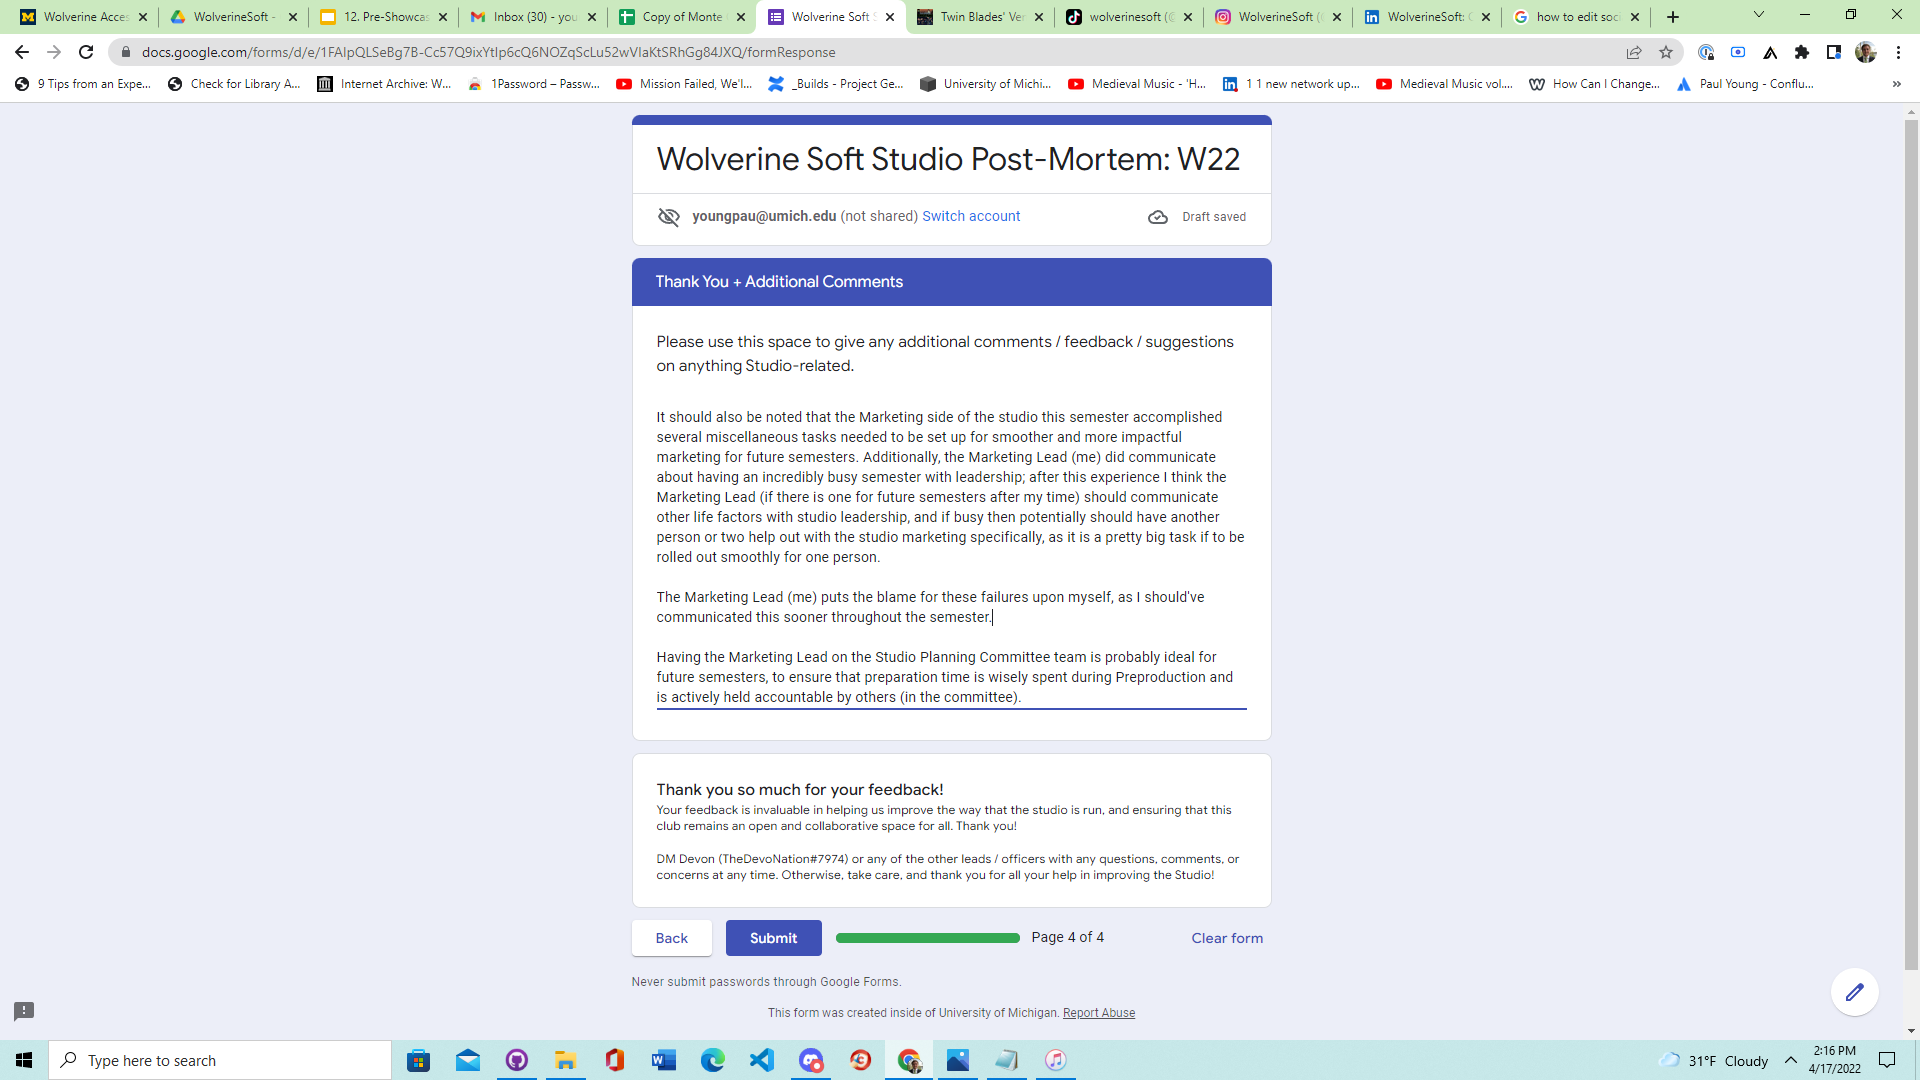 Wolverine Acces
WolverineSoft -
12. Pre-Showcas
Inbox (30) - you
Copy of Monte
Wolverine Soft S
Twin Blades' Ver
wolverinesoft (@
WolverineSoft (
WolverineSoft:
how to edit soci
docs.google.com/forms/d/e/1FAIpQLSeBg7B-Cc57Q9ixYtIp6cQ6NOZqScLu52wVIaKtSRhGg84JXQ/formResponse
9 Tips from an Expe...
Check for Library A...
Internet Archive: W...
1Password – Passw...
Mission Failed, We'l...
_Builds - Project Ge...
University of Michi...
Medieval Music - 'H...
1 1 new network up...
Medieval Music vol....
How Can I Change...
Paul Young - Conflu...
»
Wolverine Soft Studio Post-Mortem: W22
youngpau@umich.edu (not shared) Switch account
Draft saved
Thank You + Additional Comments
Please use this space to give any additional comments / feedback / suggestions
on anything Studio-related.
It should also be noted that the Marketing side of the studio this semester accomplished
several miscellaneous tasks needed to be set up for smoother and more impactful
marketing for future semesters. Additionally, the Marketing Lead (me) did communicate
about having an incredibly busy semester with leadership; after this experience I think the
Marketing Lead (if there is one for future semesters after my time) should communicate
other life factors with studio leadership, and if busy then potentially should have another
person or two help out with the studio marketing specifically, as it is a pretty big task if to be
rolled out smoothly for one person.
The Marketing Lead (me) puts the blame for these failures upon myself, as I should've
communicated this sooner throughout the semester.
Having the Marketing Lead on the Studio Planning Committee team is probably ideal for
future semesters, to ensure that preparation time is wisely spent during Preproduction and
is actively held accountable by others (in the committee).
Thank you so much for your feedback!
Your feedback is invaluable in helping us improve the way that the studio is run, and ensuring that this
club remains an open and collaborative space for all. Thank you!
DM Devon (TheDevoNation#7974) or any of the other leads / officers with any questions, comments, or
concerns at any time. Otherwise, take care, and thank you for all your help in improving the Studio!
Back
Submit
Page 4 of 4
Clear form
Never submit passwords through Google Forms.
This form was created inside of University of Michigan. Report Abuse
Type here to search
31°F Cloudy
2:16 PM
4/17/2022